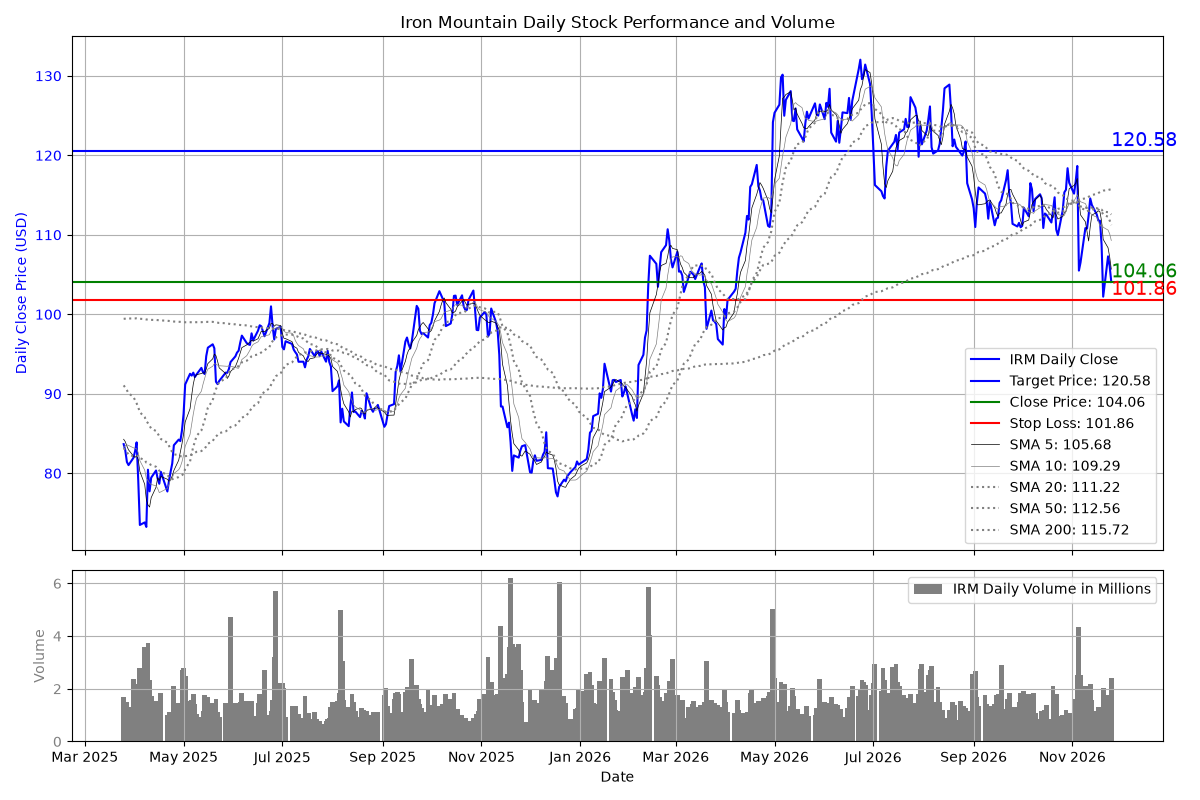 Iron Mountain Daily Stock Performance and Volume
Daily Close Price (USD)
130
120
110
100
90
80
120.58
104.06
101.86
IRM Daily Close
Target Price: 120.58
Close Price: 104.06
Stop Loss: 101.86
SMA 5: 105.68
SMA 10: 109.29
SMA 20: 111.22
SMA 50: 112.56
SMA 200: 115.72
Volume
6
4
2
0
IRM Daily Volume in Millions
Mar 2025 May 2025 Jul 2025 Sep 2025 Nov 2025 Jan 2026 Mar 2026 May 2026 Jul 2026 Sep 2026 Nov 2026
Date